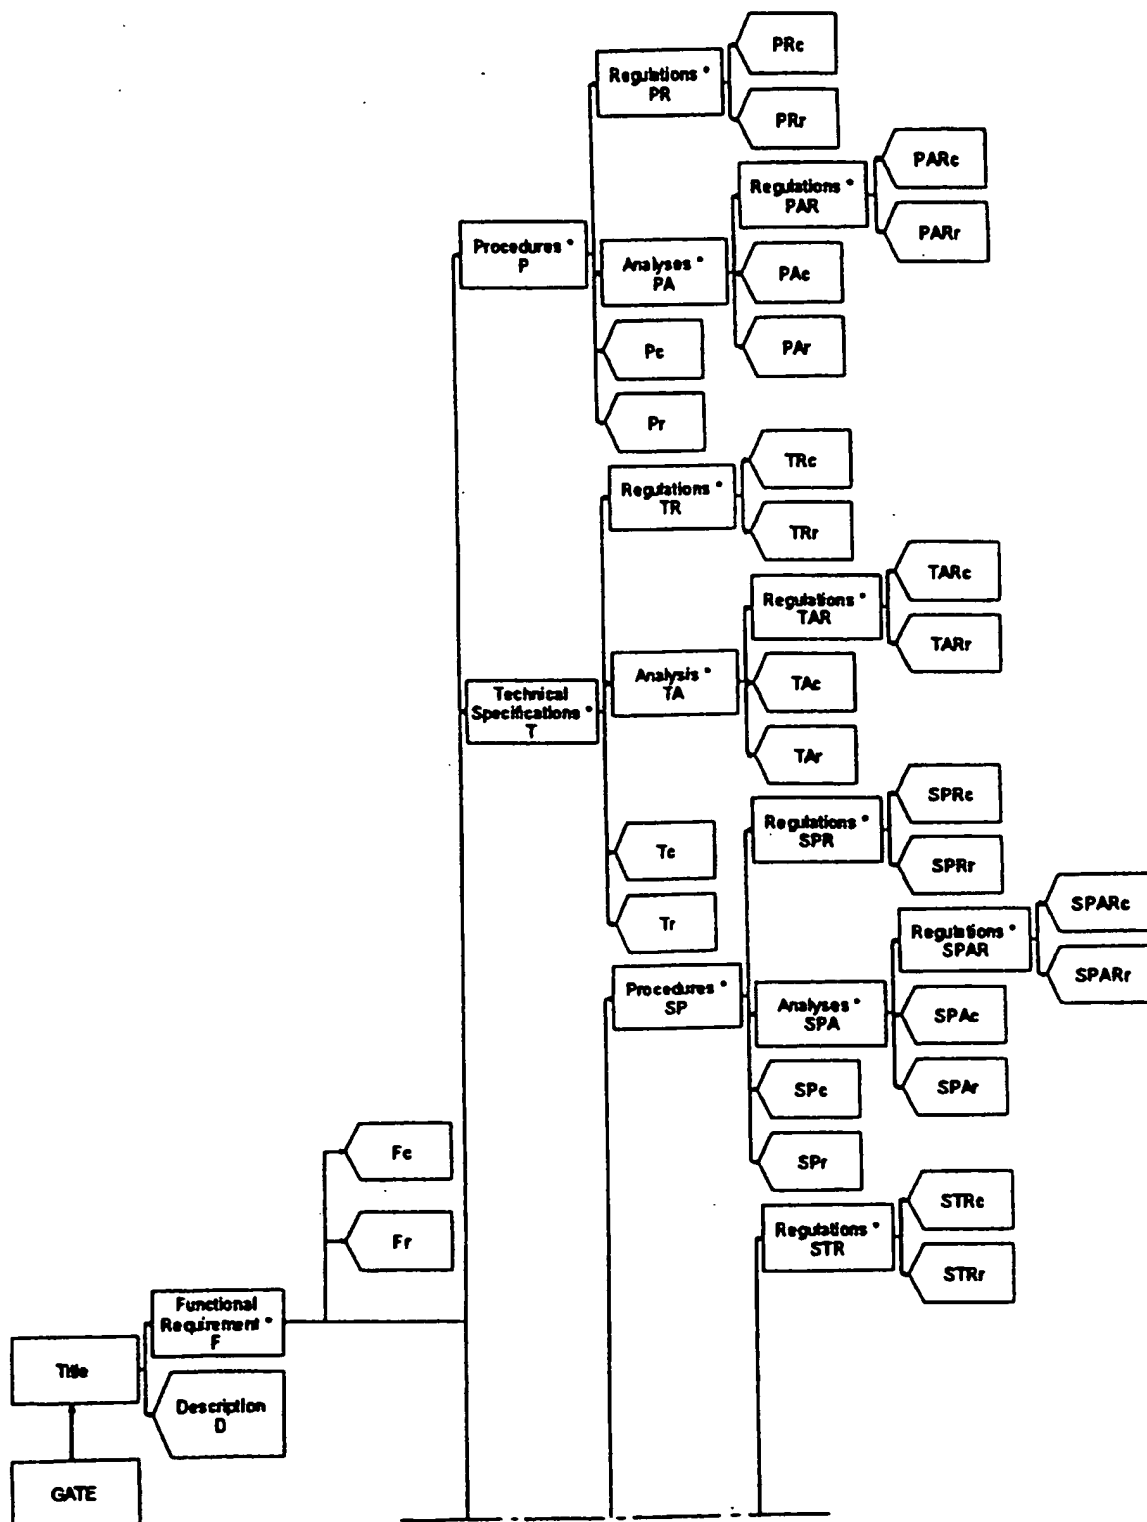 PRc
Regulations *
PR
PRr
PARc
Regulations *
PAR
PARr
Procedures *
P
Analyses *
PA
PAc
PAr
Pc
Pr
TRc
Regulations *
TR
TRr
TARc
Regulations *
TAR
TARr
Analysis *
TA
TAc
Technical
Specifications *
T
TAr
SPRc
Regulations *
SPR
SPRr
Tc
Tr
SPARc
Regulations *
SPAR
SPARr
Procedures *
SP
Analyses *
SPA
SPAc
SPAr
SPc
SPr
Fc
Fr
STRc
Regulations *
STR
STRr
Functional
Requirement *
F
Title
Description
D
GATE